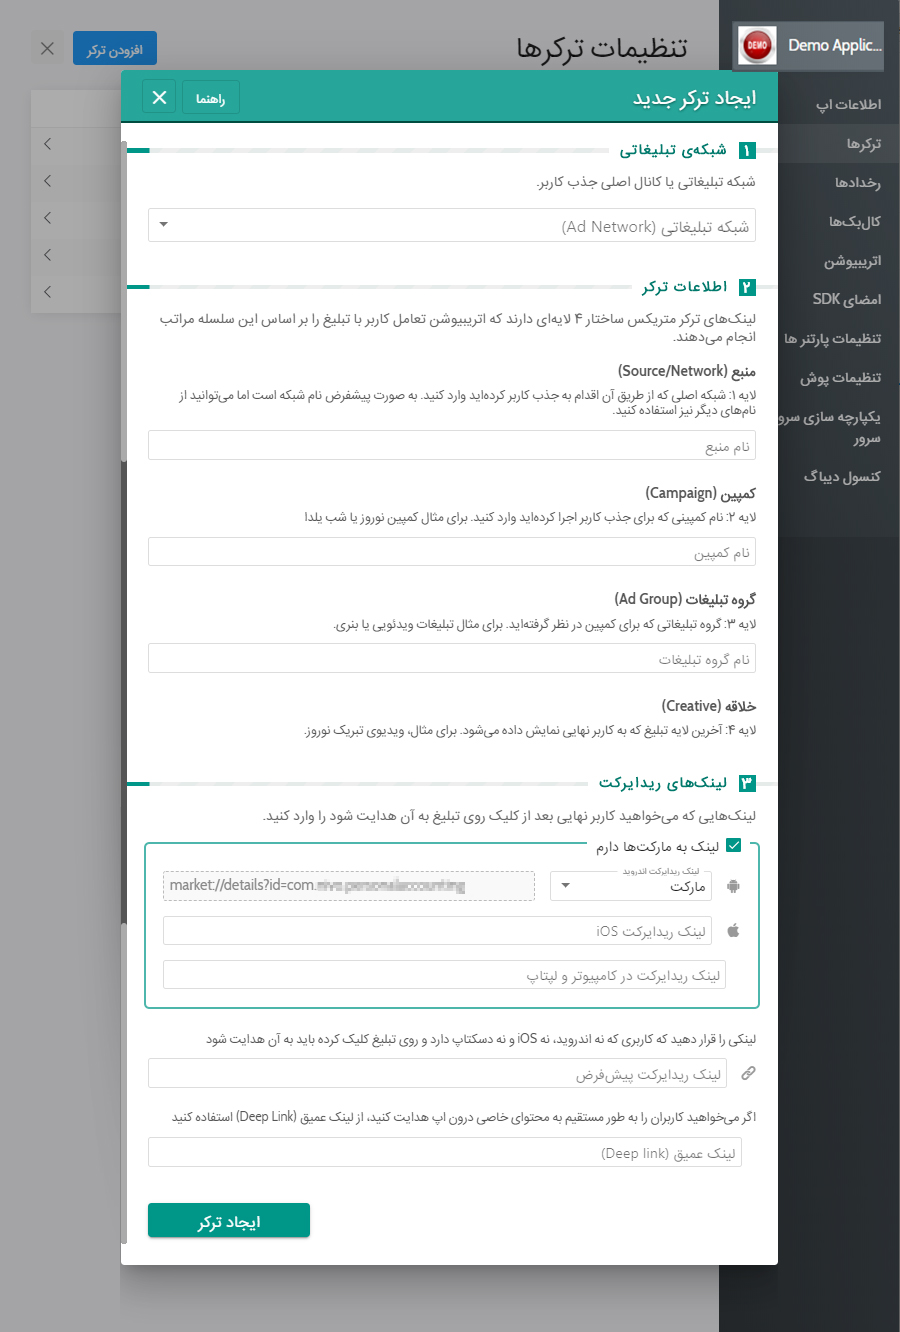 Demo Applic...
اطلاعات اپ
ترکرها
رخدادها
کال‌بک‌ها
اتریبیوشن
امضای SDK
تنظیمات پارتنر ها
تنظیمات پوش
یکپارچه سازی
سرور
کنسول دیباگ
تنظیمات ترکرها
افزودن ترکر
ایجاد ترکر جدید
راهنما
۱ شبکه‌ی تبلیغاتی
شبکه تبلیغاتی یا کانال اصلی جذب کاربر.
شبکه تبلیغاتی (Ad Network)
۲ اطلاعات ترکر
لینک‌های ترکر متریکس ساختار ۴ لایه‌ای دارند که اتریبیوشن تعامل کاربر با تبلیغ را بر اساس این سلسله مراتب
انجام می‌دهند.
منبع (Source/Network)
لایه ۱: شبکه اصلی که از طریق آن اقدام به جذب کاربر کرده‌اید وارد کنید. به صورت پیشفرض نام شبکه است اما می‌توانید از
نام‌های دیگر نیز استفاده کنید.
نام منبع
کمپین (Campaign)
لایه ۲: نام کمپینی که برای جذب کاربر اجرا کرده‌اید وارد کنید. برای مثال کمپین نوروز یا شب یلدا
نام کمپین
گروه تبلیغات (Ad Group)
لایه ۳: گروه تبلیغاتی که برای کمپین در نظر گرفته‌اید. برای مثال تبلیغات ویدئویی یا بنری.
نام گروه تبلیغات
خلاقه (Creative)
لایه ۴: آخرین لایه تبلیغ که به کاربر نهایی نمایش داده می‌شود. برای مثال، ویدیوی تبریک نوروز.
۳ لینک‌های ریدایرکت
لینک‌هایی که می‌خواهید کاربر نهایی بعد از کلیک روی تبلیغ به آن هدایت شود را وارد کنید.
لینک به مارکت‌ها دارم
لینک ریدایرکت اندروید
مارکت
market://details?id=com.
لینک ریدایرکت iOS
لینک ریدایرکت در کامپیوتر و لپتاپ
لینکی را قرار دهید که کاربری که نه اندروید، نه iOS و نه دسکتاپ دارد و روی تبلیغ کلیک کرده باید به آن هدایت شود
لینک ریدایرکت پیش‌فرض
اگر می‌خواهید کاربران را به طور مستقیم به محتوای خاصی درون اپ هدایت کنید، از لینک عمیق (Deep Link) استفاده کنید
لینک عمیق (Deep link)
ایجاد ترکر